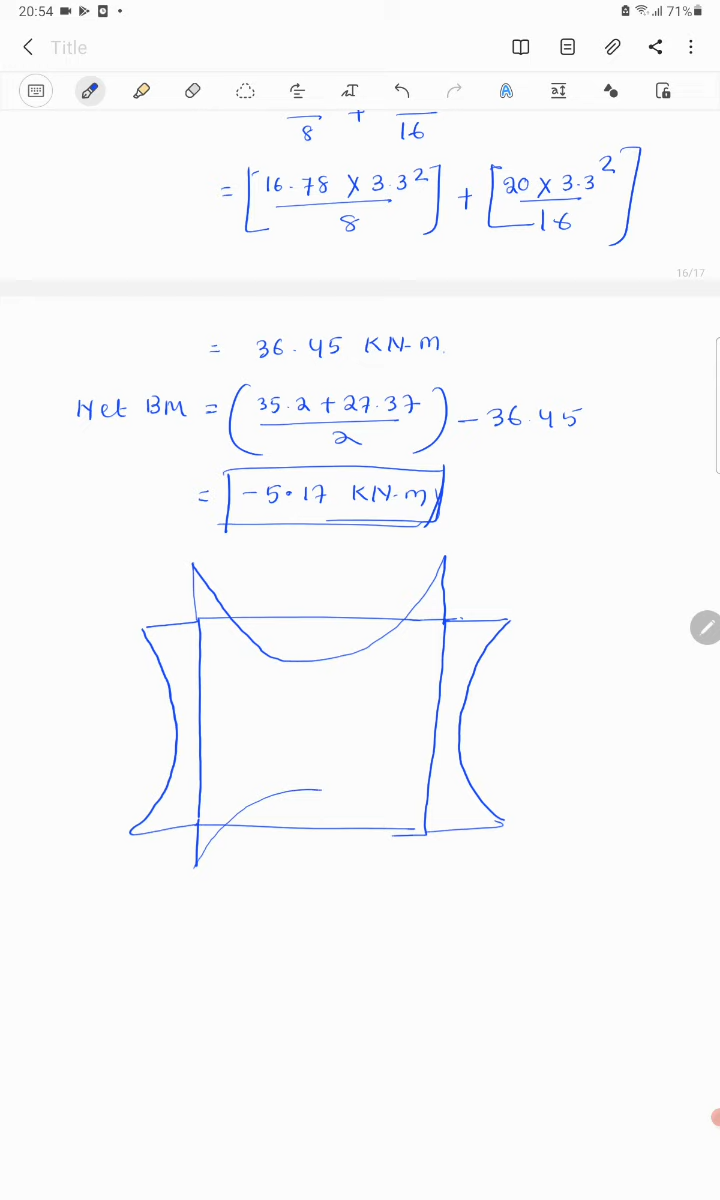 20:54 71%
Title
8 + 16
= [16.78 X 3.3² / 8] + [20 X 3.3² / 16]
16/17
= 36.45 KN-m.
Net BM = (35.2 + 27.37 / 2) - 36.45
= -5.17 KN-m